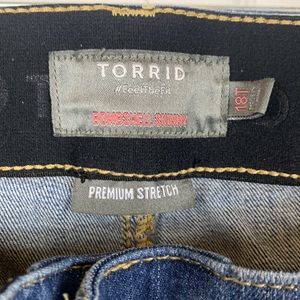 TORRID
#FeelTheFit
BOMBSHELL SKINNY
18T
PREMIUM STRETCH